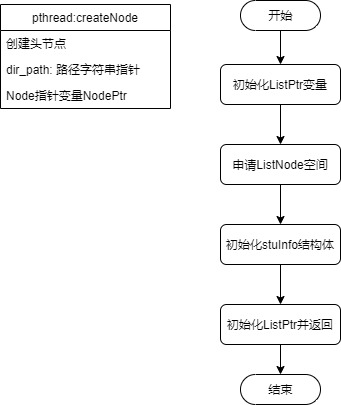 pthread:createNode
创建头节点
dir_path: 路径字符串指针
Node指针变量NodePtr
开始
初始化ListPtr变量
申请ListNode空间
初始化stuInfo结构体
初始化ListPtr并返回
结束